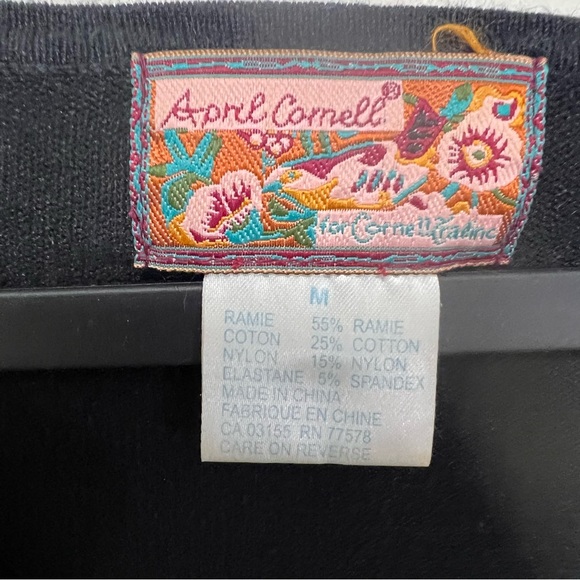 April Cornell®
for Cornell Trading
M
RAMIE 55% RAMIE
COTON 25% COTTON
NYLON 15% NYLON
ELASTANE 5% SPANDEX
MADE IN CHINA
FABRIQUE EN CHINE
CA 03155 RN 77578
CARE ON REVERSE